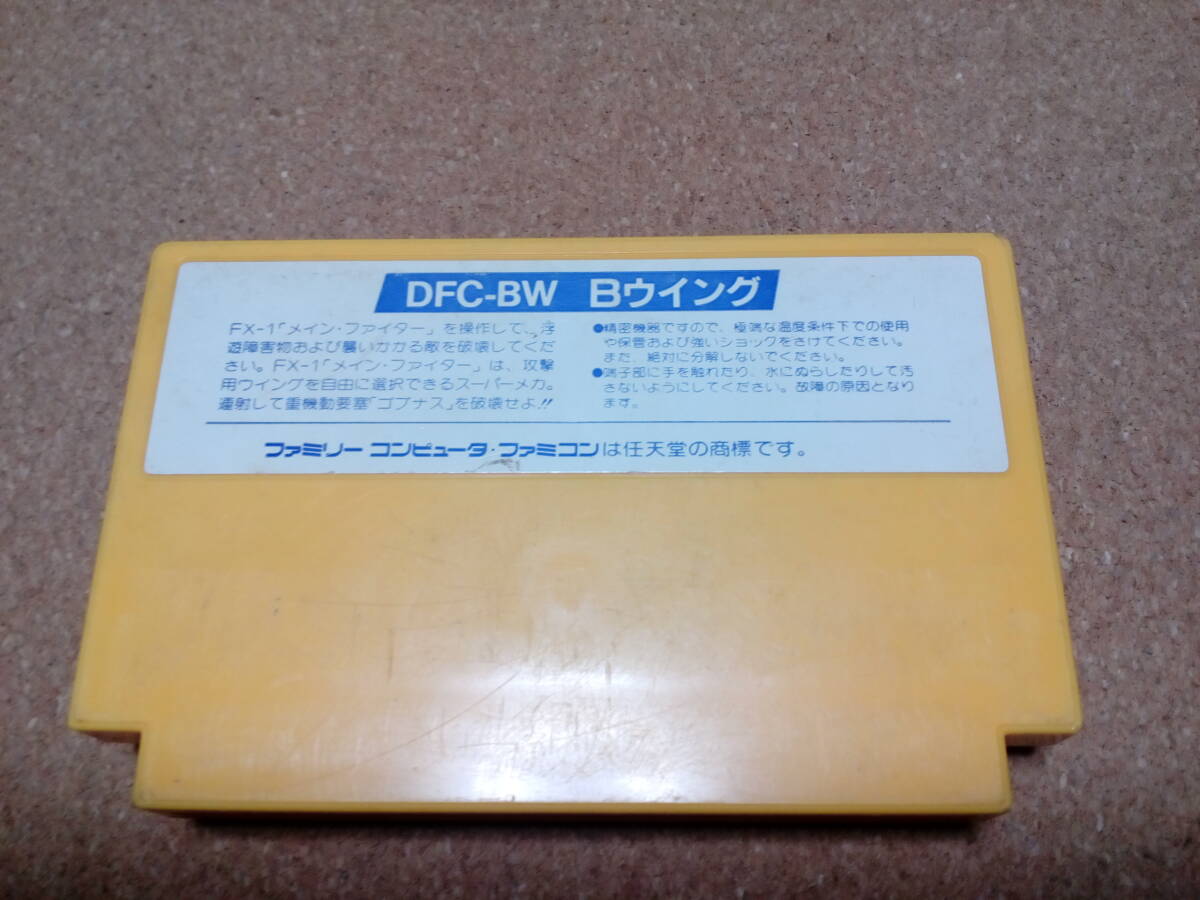 DFC-BW Bウイング
FX-1「メイン・ファイター」を操作して、浮
遊障害物および襲いかかる敵を破壊してくだ
さい。FX-1「メイン・ファイター」は、攻撃
用ウイングを自由に選択できるスーパーメカ。
連射して重機動要塞「ゴブナス」を破壊せよ!!
●精密機器ですので、極端な温度条件下での使用
や保管および強いショックをさけてください。
また、絶対に分解しないでください。
●端子部に手を触れたり、水にぬらしたりして汚
さないようにしてください。故障の原因となり
ます。
ファミリーコンピュータ・ファミコンは任天堂の商標です。